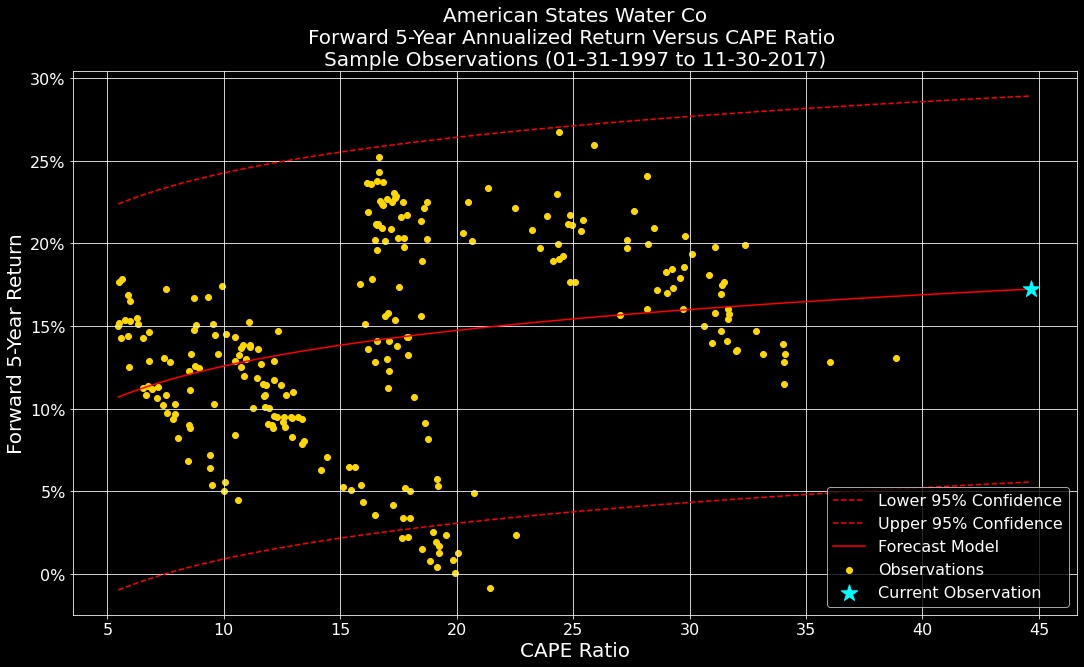 American States Water Co
Forward 5-Year Annualized Return Versus CAPE Ratio
Sample Observations (01-31-1997 to 11-30-2017)
Forward 5-Year Return
30%
25%
20%
15%
10%
5%
0%
Lower 95% Confidence
Upper 95% Confidence
Forecast Model
Observations
Current Observation
5 10 15 20 25 30 35 40 45
CAPE Ratio